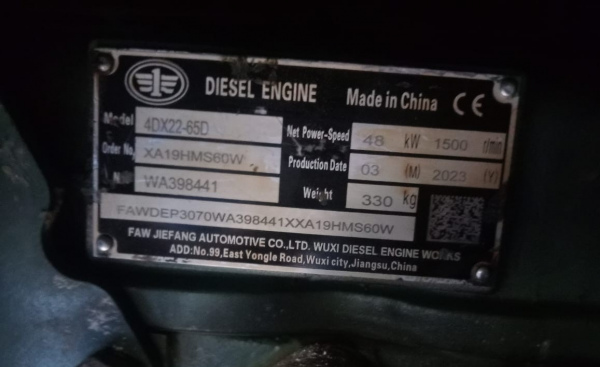 DIESEL ENGINE Made in China CE
Model 4DX22-65D Net Power-Speed 48 kW 1500 r/min
Order No. XA19HMS60W Production Date 03 (M) 2023 (Y)
WA398441 Weight 330 kg
FAWDEP3070WA398441XXA19HMS60W
FAW JIEFANG AUTOMOTIVE CO.,LTD. WUXI DIESEL ENGINE WORKS
ADD:No.99,East Yongle Road,Wuxi city,Jiangsu,China